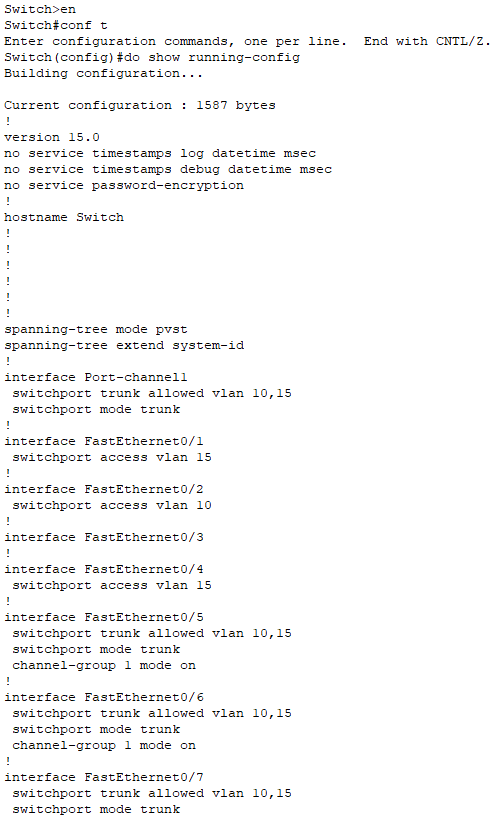 Switch>en
Switch#conf t
Enter configuration commands, one per line.  End with CNTL/Z.
Switch(config)#do show running-config
Building configuration...

Current configuration : 1587 bytes
!
version 15.0
no service timestamps log datetime msec
no service timestamps debug datetime msec
no service password-encryption
!
hostname Switch
!
!
!
!
!
!
spanning-tree mode pvst
spanning-tree extend system-id
!
interface Port-channel1
 switchport trunk allowed vlan 10,15
 switchport mode trunk
!
interface FastEthernet0/1
 switchport access vlan 15
!
interface FastEthernet0/2
 switchport access vlan 10
!
interface FastEthernet0/3
!
interface FastEthernet0/4
 switchport access vlan 15
!
interface FastEthernet0/5
 switchport trunk allowed vlan 10,15
 switchport mode trunk
 channel-group 1 mode on
!
interface FastEthernet0/6
 switchport trunk allowed vlan 10,15
 switchport mode trunk
 channel-group 1 mode on
!
interface FastEthernet0/7
 switchport trunk allowed vlan 10,15
 switchport mode trunk